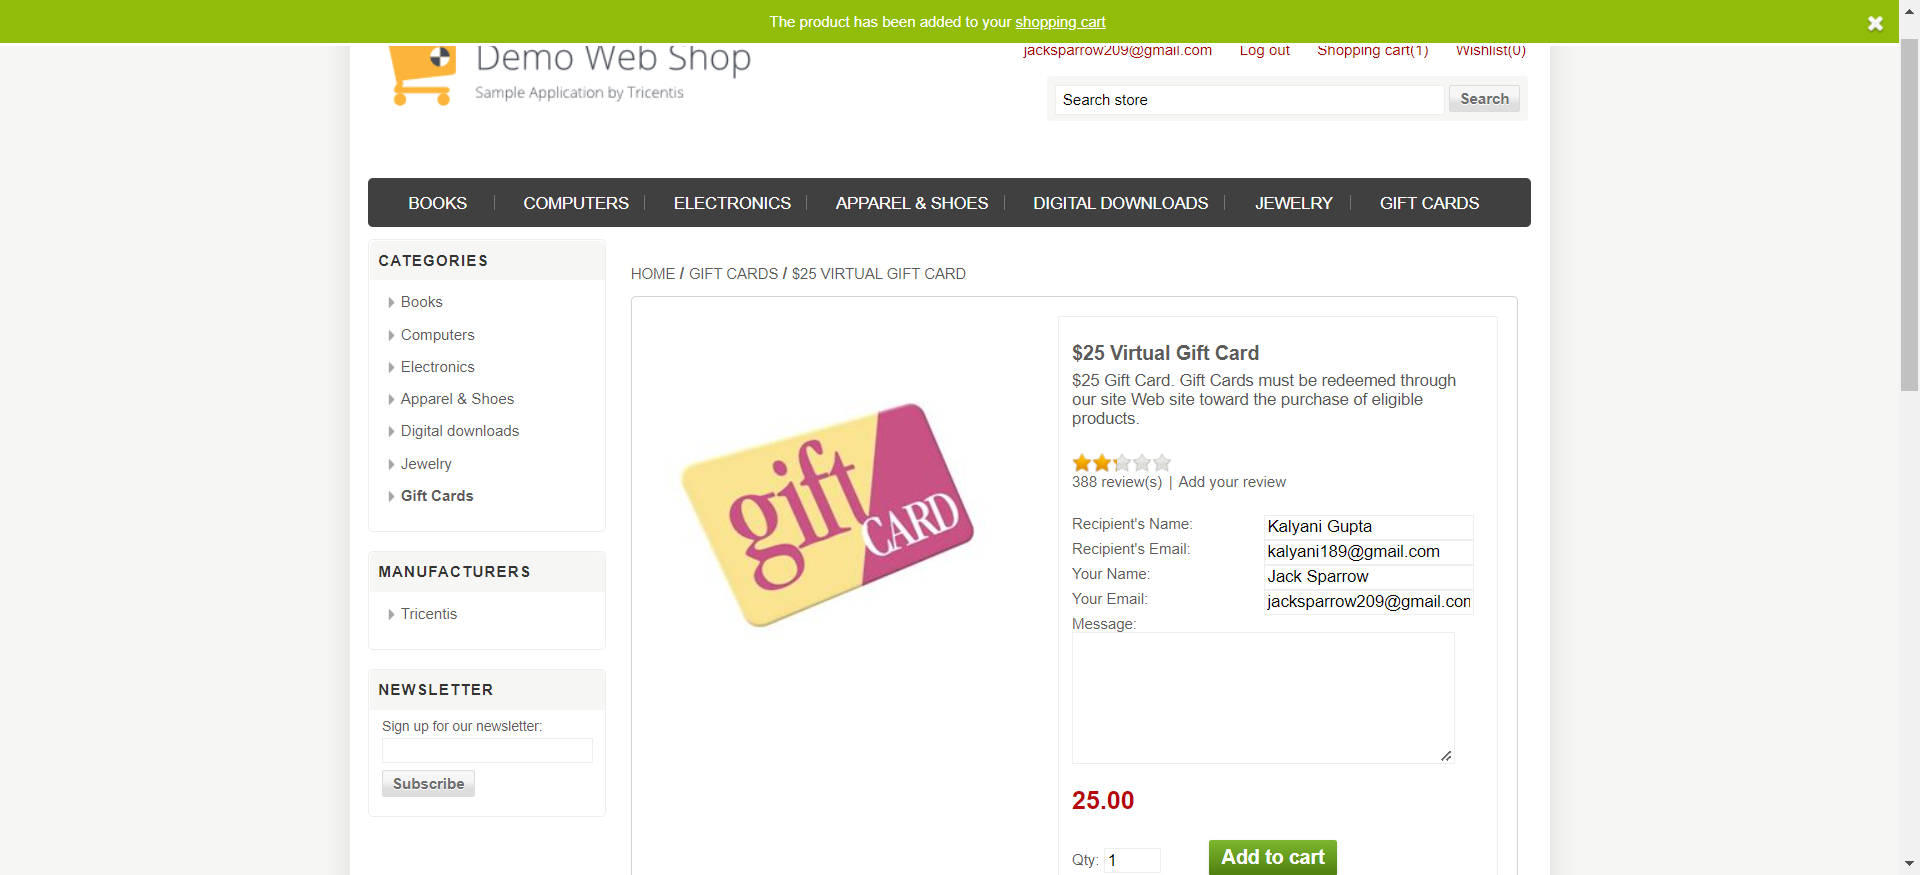 The product has been added to your shopping cart
Demo Web Shop
Sample Application by Tricentis
jacksparrow209@gmail.com Log out Shopping cart(1) Wishlist(0)
Search store Search
BOOKS COMPUTERS ELECTRONICS APPAREL & SHOES DIGITAL DOWNLOADS JEWELRY GIFT CARDS
CATEGORIES
Books
Computers
Electronics
Apparel & Shoes
Digital downloads
Jewelry
Gift Cards
MANUFACTURERS
Tricentis
NEWSLETTER
Sign up for our newsletter:
Subscribe
HOME / GIFT CARDS / $25 VIRTUAL GIFT CARD
gift
CARD
$25 Virtual Gift Card
$25 Gift Card. Gift Cards must be redeemed through
our site Web site toward the purchase of eligible
products.
388 review(s) | Add your review
Recipient's Name: Kalyani Gupta
Recipient's Email: kalyani189@gmail.com
Your Name: Jack Sparrow
Your Email: jacksparrow209@gmail.con
Message:
25.00
Qty: 1 Add to cart